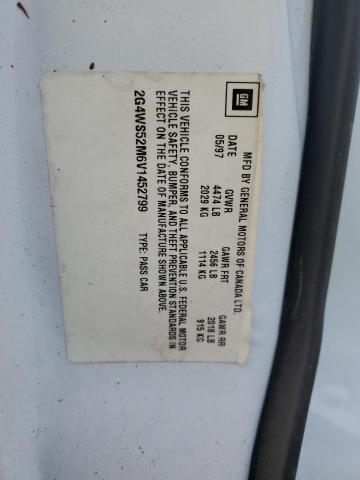 GM
MFD BY GENERAL MOTORS OF CANADA LTD.
DATE GVWR GAWR FRT GAWR RR
05/97 4474 LB 2456 LB 2018 LB
2029 KG 1114 KG 915 KG
THIS VEHICLE CONFORMS TO ALL APPLICABLE U.S. FEDERAL MOTOR
VEHICLE SAFETY, BUMPER, AND THEFT PREVENTION STANDARDS IN
EFFECT ON THE DATE OF MANUFACTURE SHOWN ABOVE.
2G4WS52M6V1452799 TYPE: PASS CAR